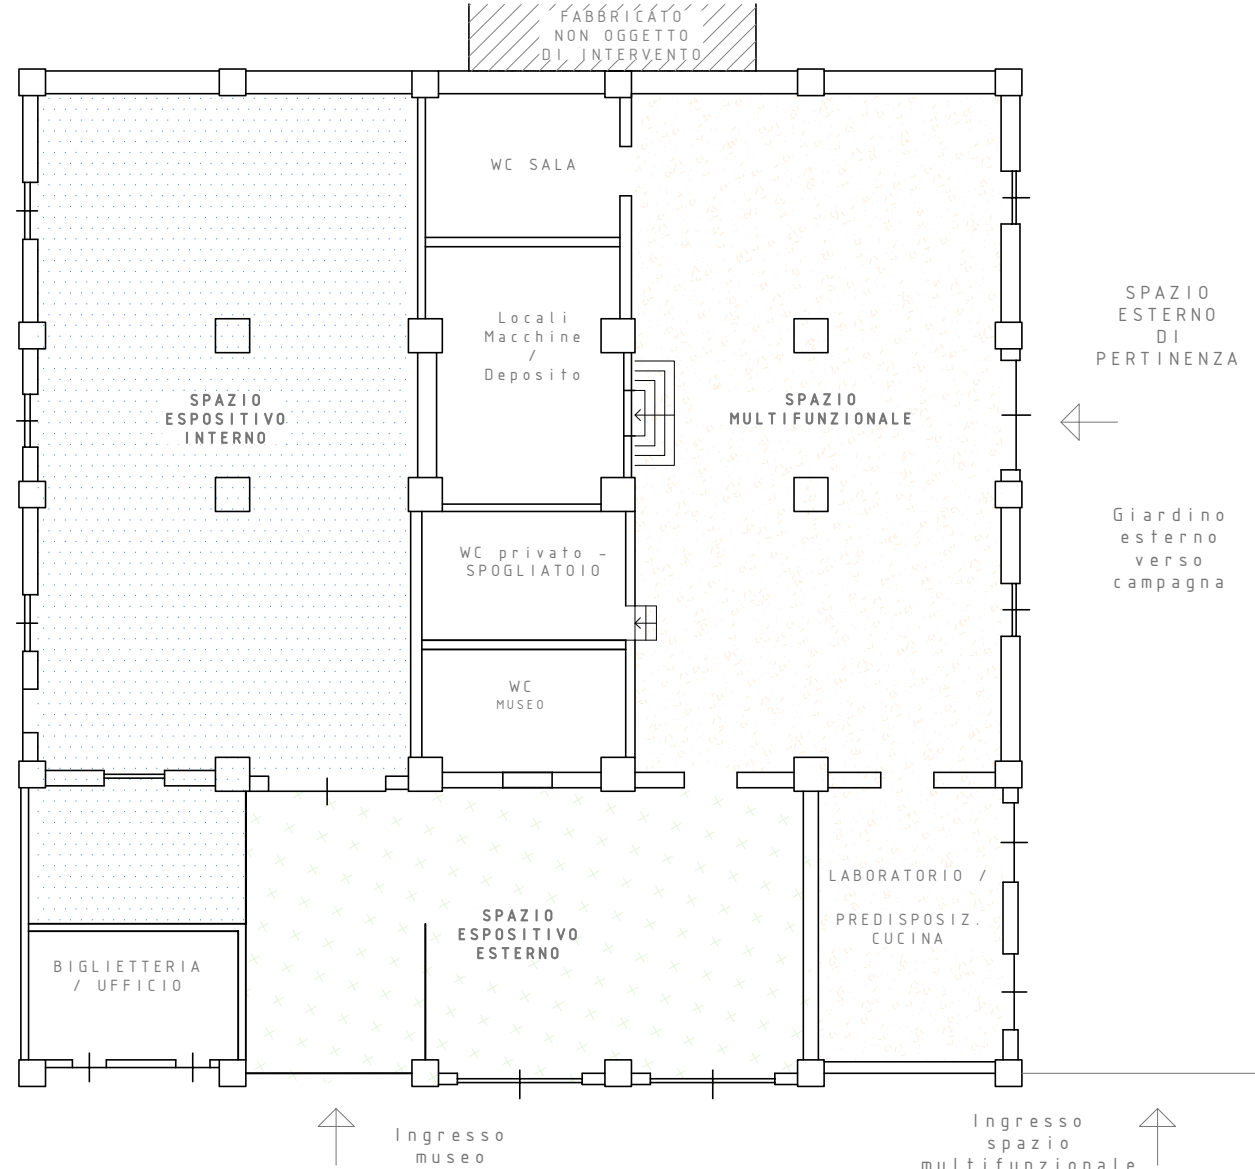 FABBRICATO
NON OGGETTO
DI INTERVENTO
WC SALA
SPAZIO
ESTERNO
DI
PERTINENZA
Locali
Macchine
/
Deposito
SPAZIO
ESPOSITIVO
INTERNO
SPAZIO
MULTIFUNZIONALE
Giardino
esterno
verso
campagna
WC privato -
SPOGLIATOIO
WC
MUSEO
LABORATORIO /
PREDISPOSIZ.
CUCINA
SPAZIO
ESPOSITIVO
ESTERNO
BIGLIETTERIA
/ UFFICIO
Ingresso
museo
Ingresso
spazio
multifunzionale